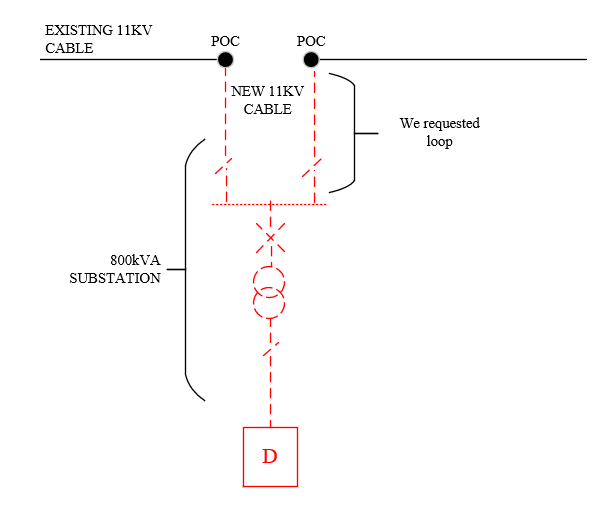 EXISTING 11KV
CABLE
POC
POC
NEW 11KV
CABLE
We requested
loop
800kVA
SUBSTATION
D